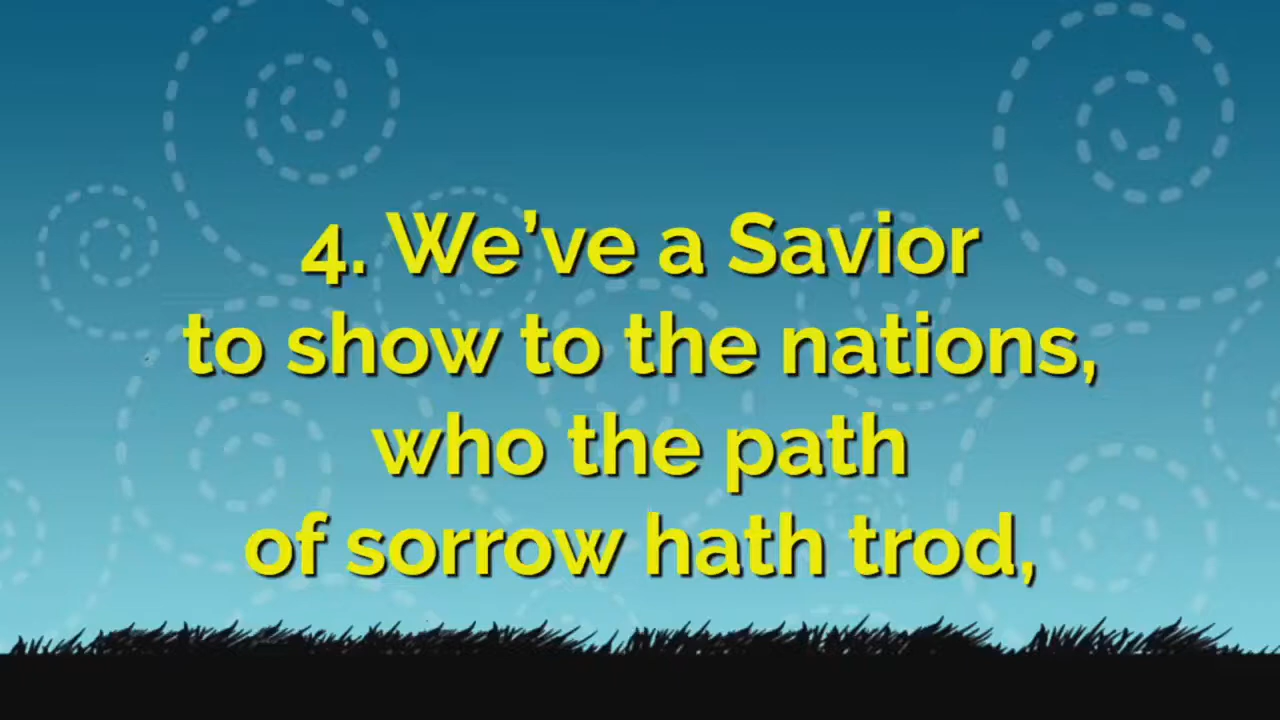 4. We’ve a Savior
to show to the nations,
who the path
of sorrow hath trod,